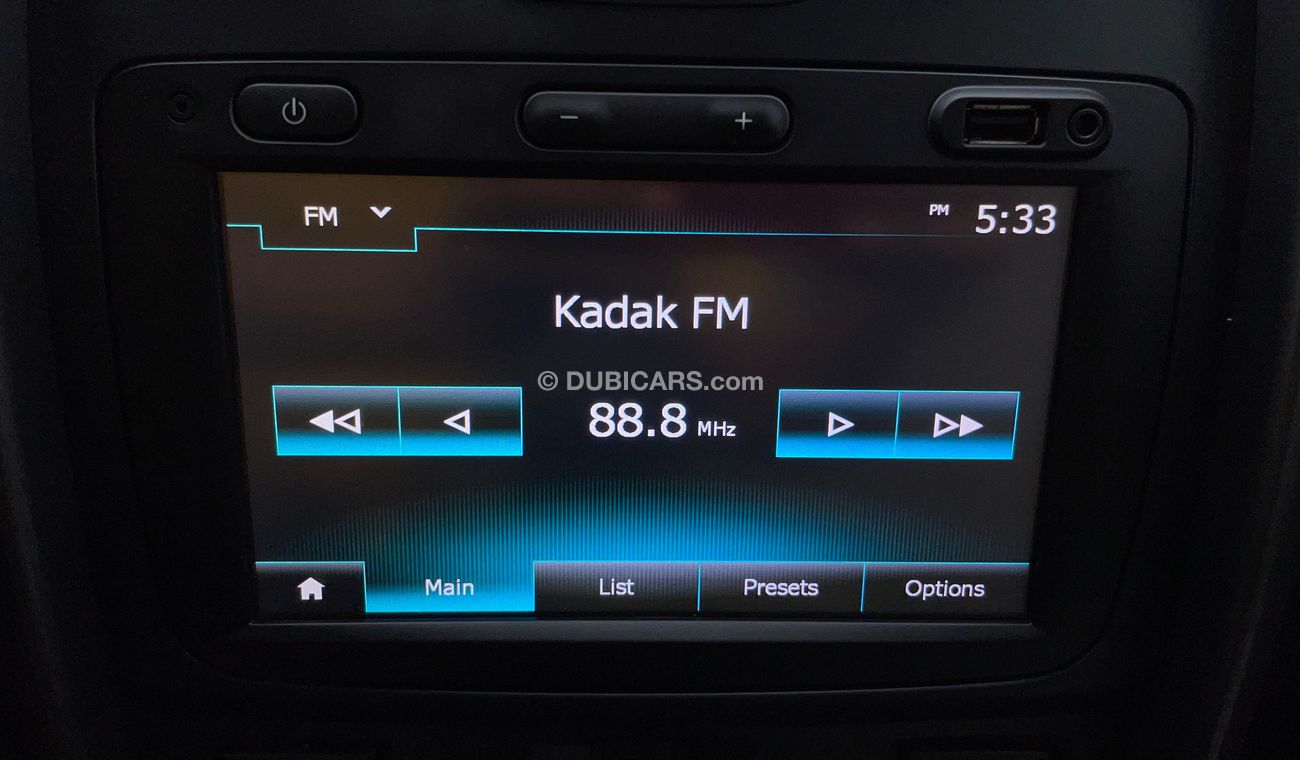 FM
PM 5:33
Kadak FM
© DUBICARS.com
88.8 MHz
Main List Presets Options